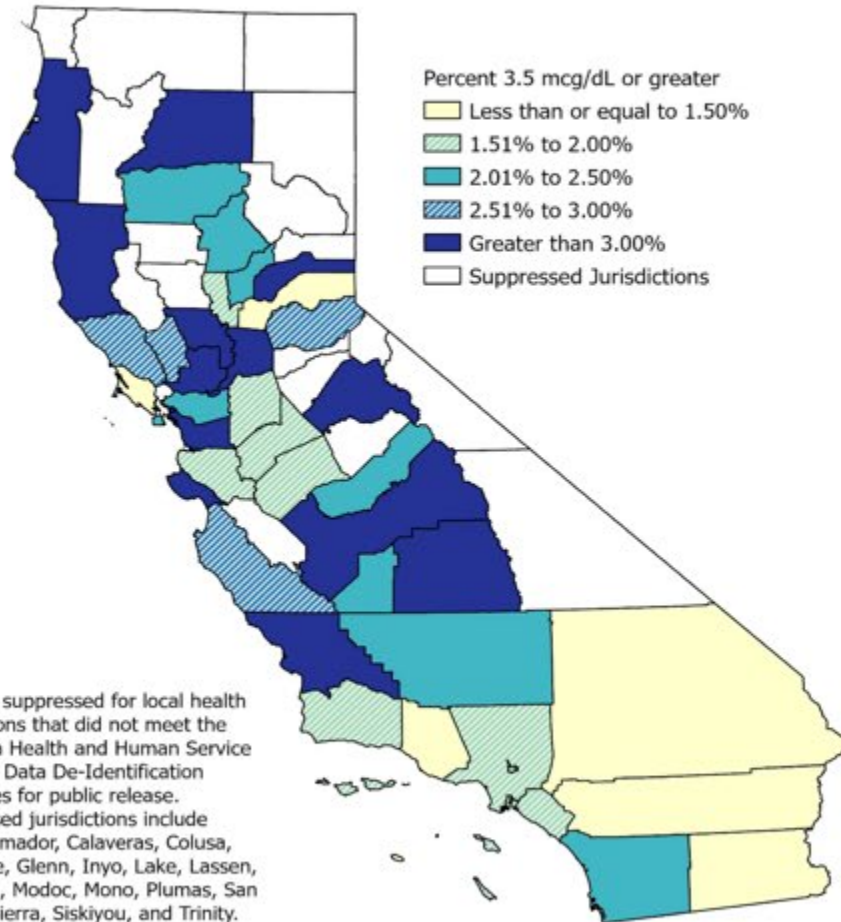 Percent 3.5 mcg/dL or greater
Less than or equal to 1.50%
1.51% to 2.00%
2.01% to 2.50%
2.51% to 3.00%
Greater than 3.00%
Suppressed Jurisdictions
suppressed for local health
ons that did not meet the
Health and Human Service
Data De-Identification
es for public release.
ed jurisdictions include
mador, Calaveras, Colusa,
e, Glenn, Inyo, Lake, Lassen,
, Modoc, Mono, Plumas, San
ierra, Siskiyou, and Trinity.